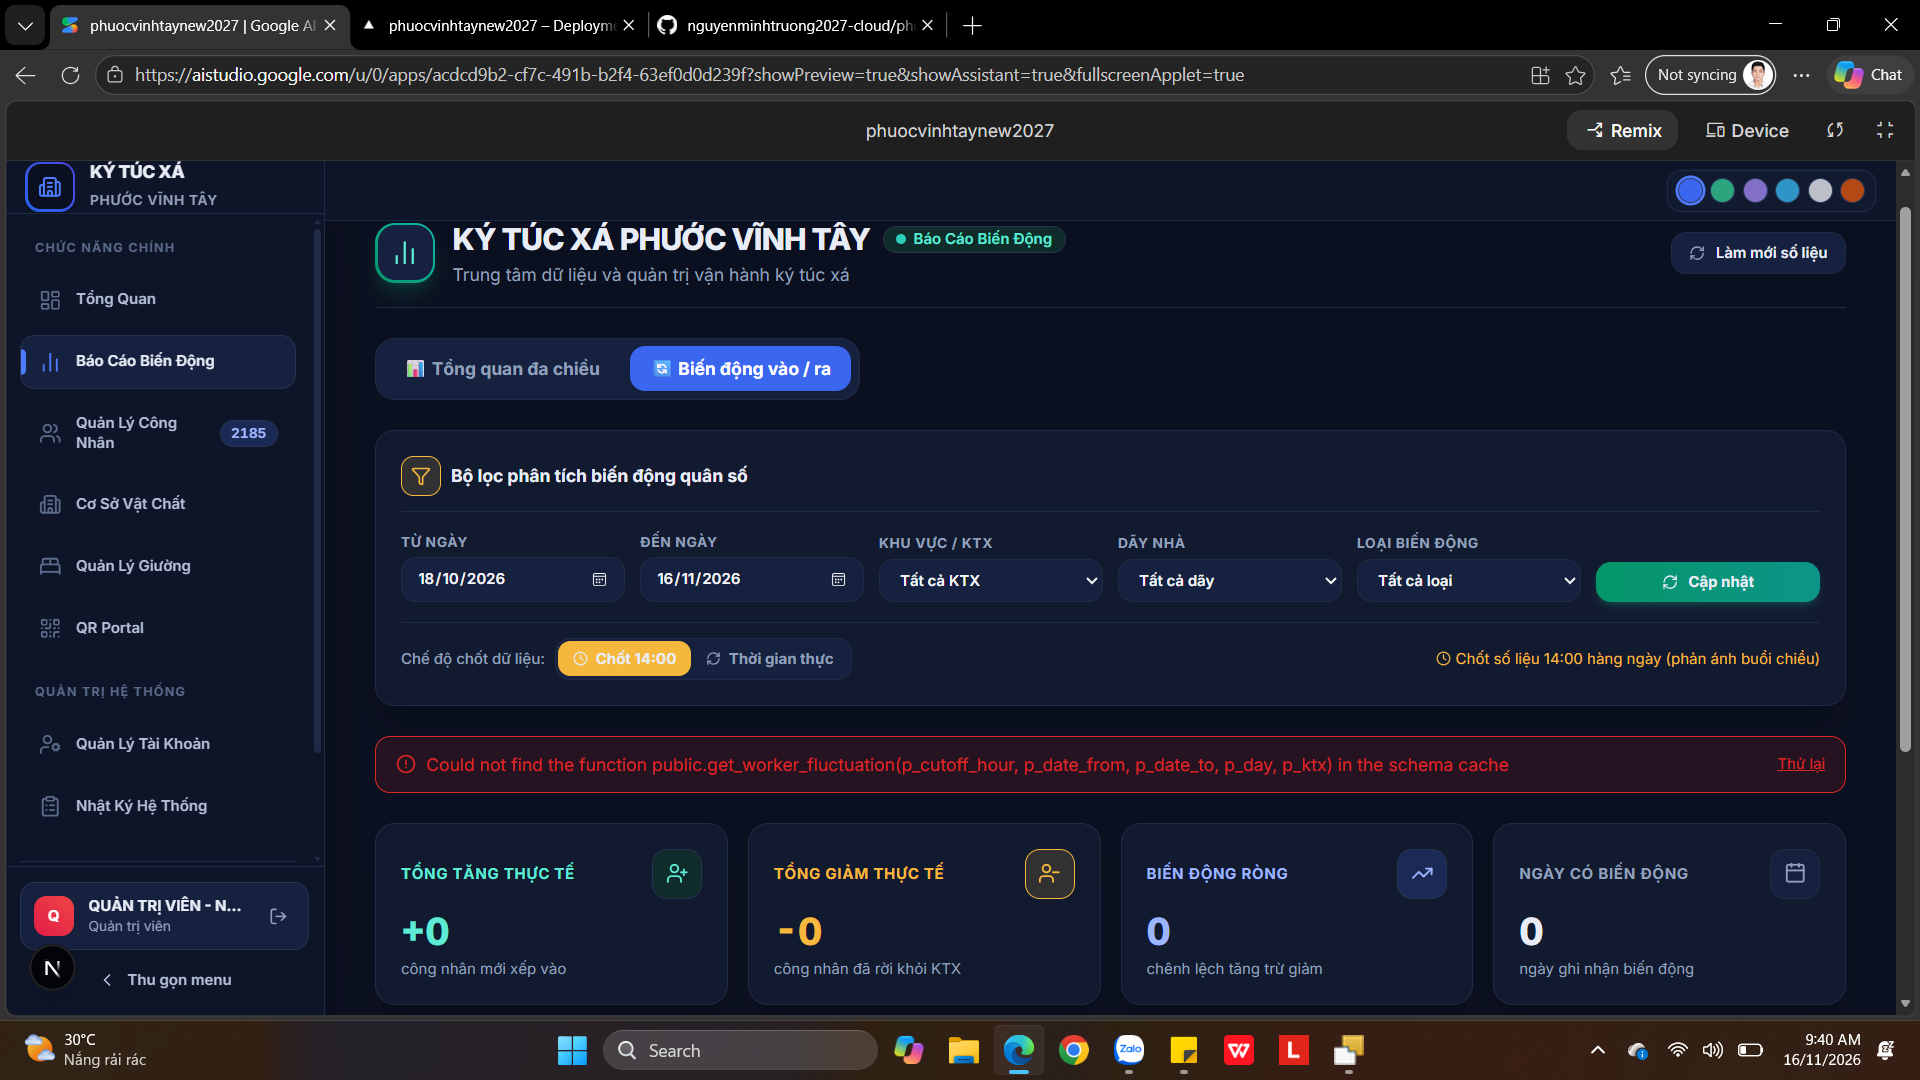 phuocvinhtaynew2027 | Google AI
phuocvinhtaynew2027 – Deployme
nguyenminhtruong2027-cloud/ph
https://aistudio.google.com/u/0/apps/acdcd9b2-cf7c-491b-b2f4-63ef0d0d239f?showPreview=true&showAssistant=true&fullscreenApplet=true
Not syncing
Chat
phuocvinhtaynew2027
Remix
Device
KÝ TÚC XÁ
PHƯỚC VĨNH TÂY
CHỨC NĂNG CHÍNH
Tổng Quan
Báo Cáo Biến Động
Quản Lý Công
Nhân
2185
Cơ Sở Vật Chất
Quản Lý Giường
QR Portal
QUẢN TRỊ HỆ THỐNG
Quản Lý Tài Khoản
Nhật Ký Hệ Thống
Q
QUẢN TRỊ VIÊN - N...
Quản trị viên
N
Thu gọn menu
KÝ TÚC XÁ PHƯỚC VĨNH TÂY
Báo Cáo Biến Động
Trung tâm dữ liệu và quản trị vận hành ký túc xá
Làm mới số liệu
Tổng quan đa chiều
Biến động vào / ra
Bộ lọc phân tích biến động quân số
TỪ NGÀY
ĐẾN NGÀY
KHU VỰC / KTX
DÃY NHÀ
LOẠI BIẾN ĐỘNG
18/10/2026
16/11/2026
Tất cả KTX
Tất cả dãy
Tất cả loại
Cập nhật
Chế độ chốt dữ liệu:
Chốt 14:00
Thời gian thực
Chốt số liệu 14:00 hàng ngày (phản ánh buổi chiều)
Could not find the function public.get_worker_fluctuation(p_cutoff_hour, p_date_from, p_date_to, p_day, p_ktx) in the schema cache
Thử lại
TỔNG TĂNG THỰC TẾ
+0
công nhân mới xếp vào
TỔNG GIẢM THỰC TẾ
-0
công nhân đã rời khỏi KTX
BIẾN ĐỘNG RÒNG
0
chênh lệch tăng trừ giảm
NGÀY CÓ BIẾN ĐỘNG
0
ngày ghi nhận biến động
30°C
Nắng rải rác
Search
Zalo
W
L
9:40 AM
16/11/2026